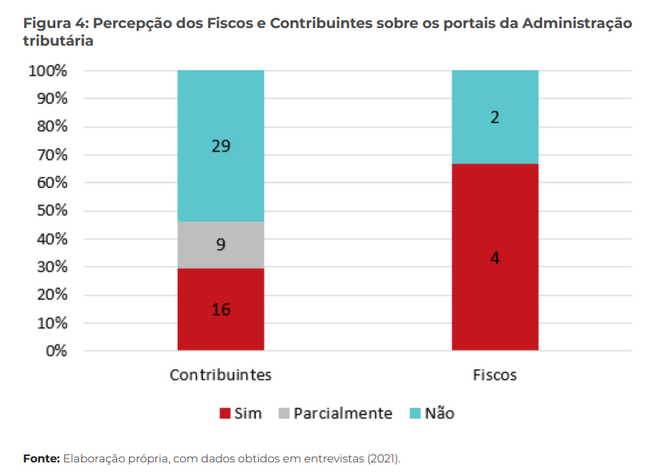 Figura 4: Percepção dos Fiscos e Contribuintes sobre os portais da Administração
tributária
100%
90%
80%
70%
60%
50%
40%
30%
20%
10%
0%
29
9
16
2
4
Contribuintes
Fiscos
Sim
Parcialmente
Não
Fonte: Elaboração própria, com dados obtidos em entrevistas (2021).